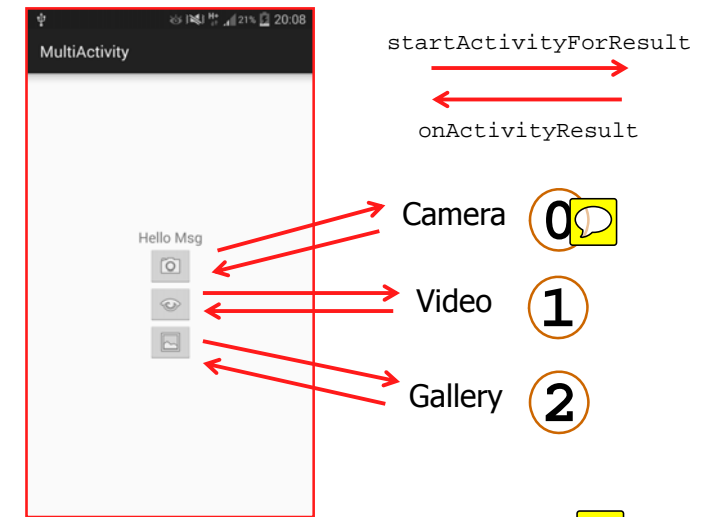 21% 20:08
MultiActivity
Hello Msg
startActivityForResult
onActivityResult
Camera 0
Video 1
Gallery 2